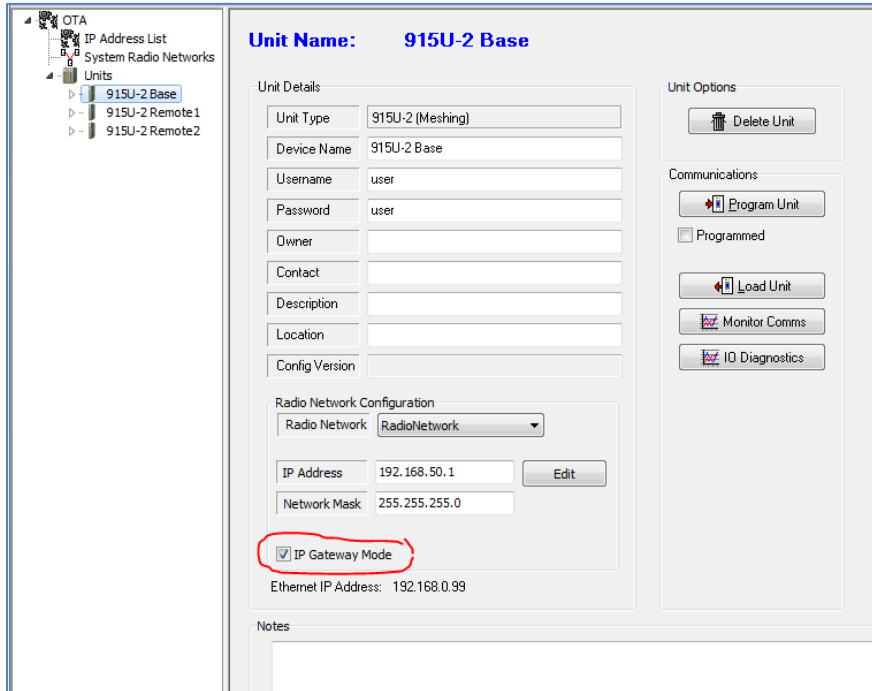 OTA
IP Address List
System Radio Networks
Units
915U-2 Base
915U-2 Remote1
915U-2 Remote2
Unit Name: 915U-2 Base
Unit Details
Unit Type 915U-2 (Meshing)
Device Name 915U-2 Base
Username user
Password user
Owner
Contact
Description
Location
Config Version
Radio Network Configuration
Radio Network RadioNetwork
IP Address 192.168.50.1 Edit
Network Mask 255.255.255.0
IP Gateway Mode
Ethernet IP Address: 192.168.0.99
Unit Options
Delete Unit
Communications
Program Unit
Programmed
Load Unit
Monitor Comms
IO Diagnostics
Notes